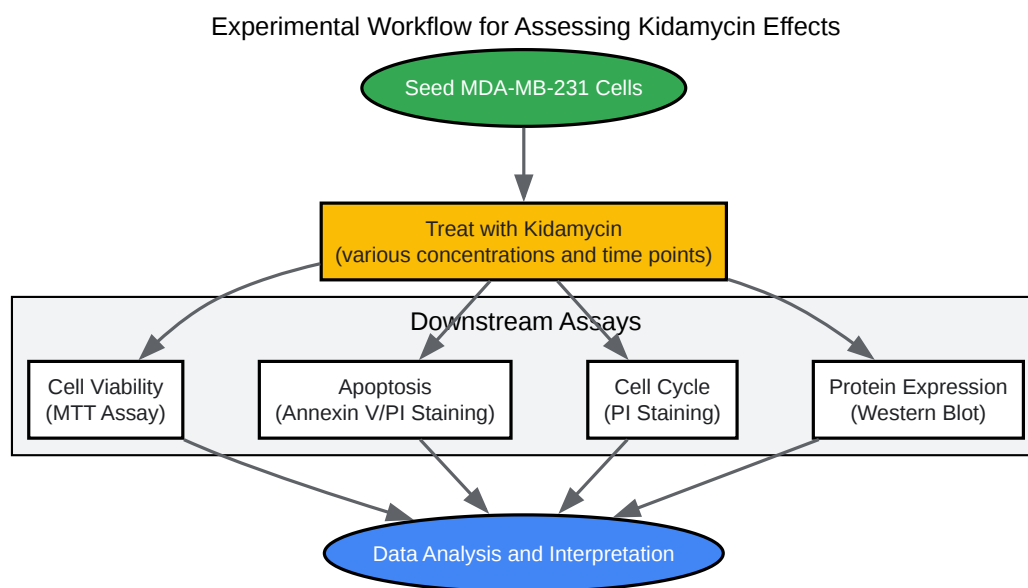 Experimental Workflow for Assessing Kidamycin Effects
Seed MDA-MB-231 Cells
Treat with Kidamycin
(various concentrations and time points)
Downstream Assays
Cell Viability
(MTT Assay)
Apoptosis
(Annexin V/PI Staining)
Cell Cycle
(PI Staining)
Protein Expression
(Western Blot)
Data Analysis and Interpretation